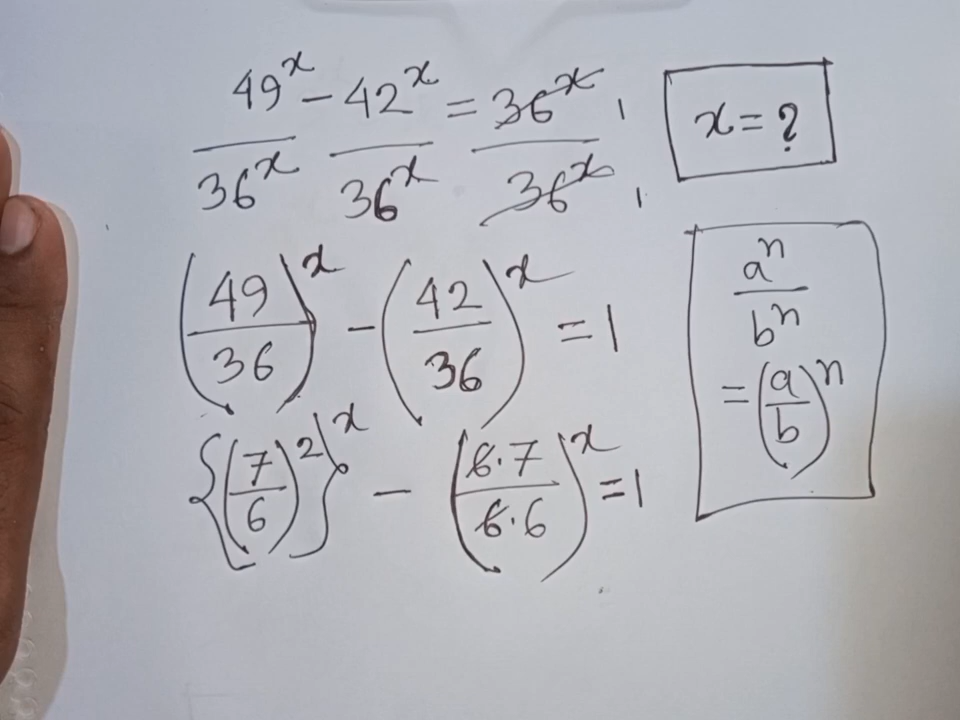 49^x - 42^x = 36^x , x = ?
36^x 36^x 36^x ,
(49/36)^x - (42/36)^x = 1
{(7/6)^2}^x - (6·7/6·6)^x = 1
a^n
b^n
= (a/b)^n